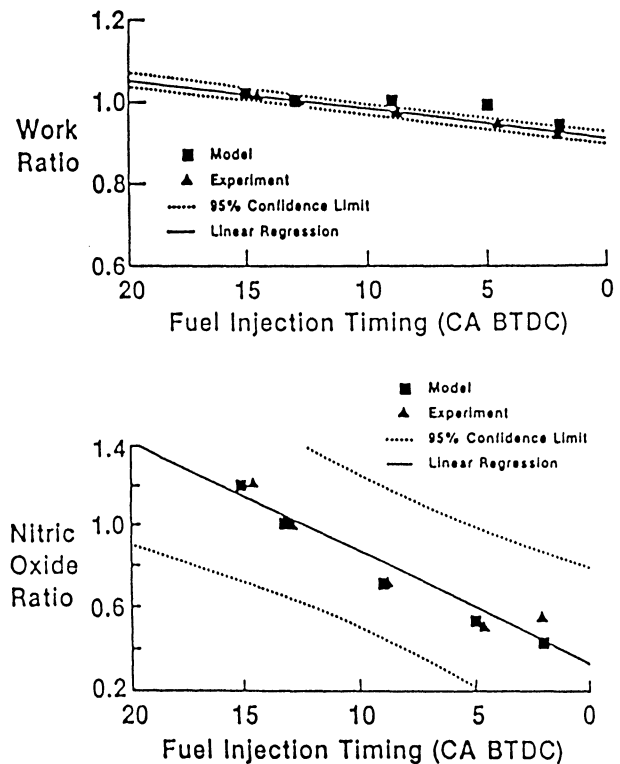 1.2
1.0
0.8
0.6
Work
Ratio
Model
Experiment
95% Confidence Limit
Linear Regression
20 15 10 5 0
Fuel Injection Timing (CA BTDC)
Model
Experiment
95% Confidence Limit
Linear Regression
1.4
1.0
0.6
0.2
Nitric
Oxide
Ratio
20 15 10 5 0
Fuel Injection Timing (CA BTDC)